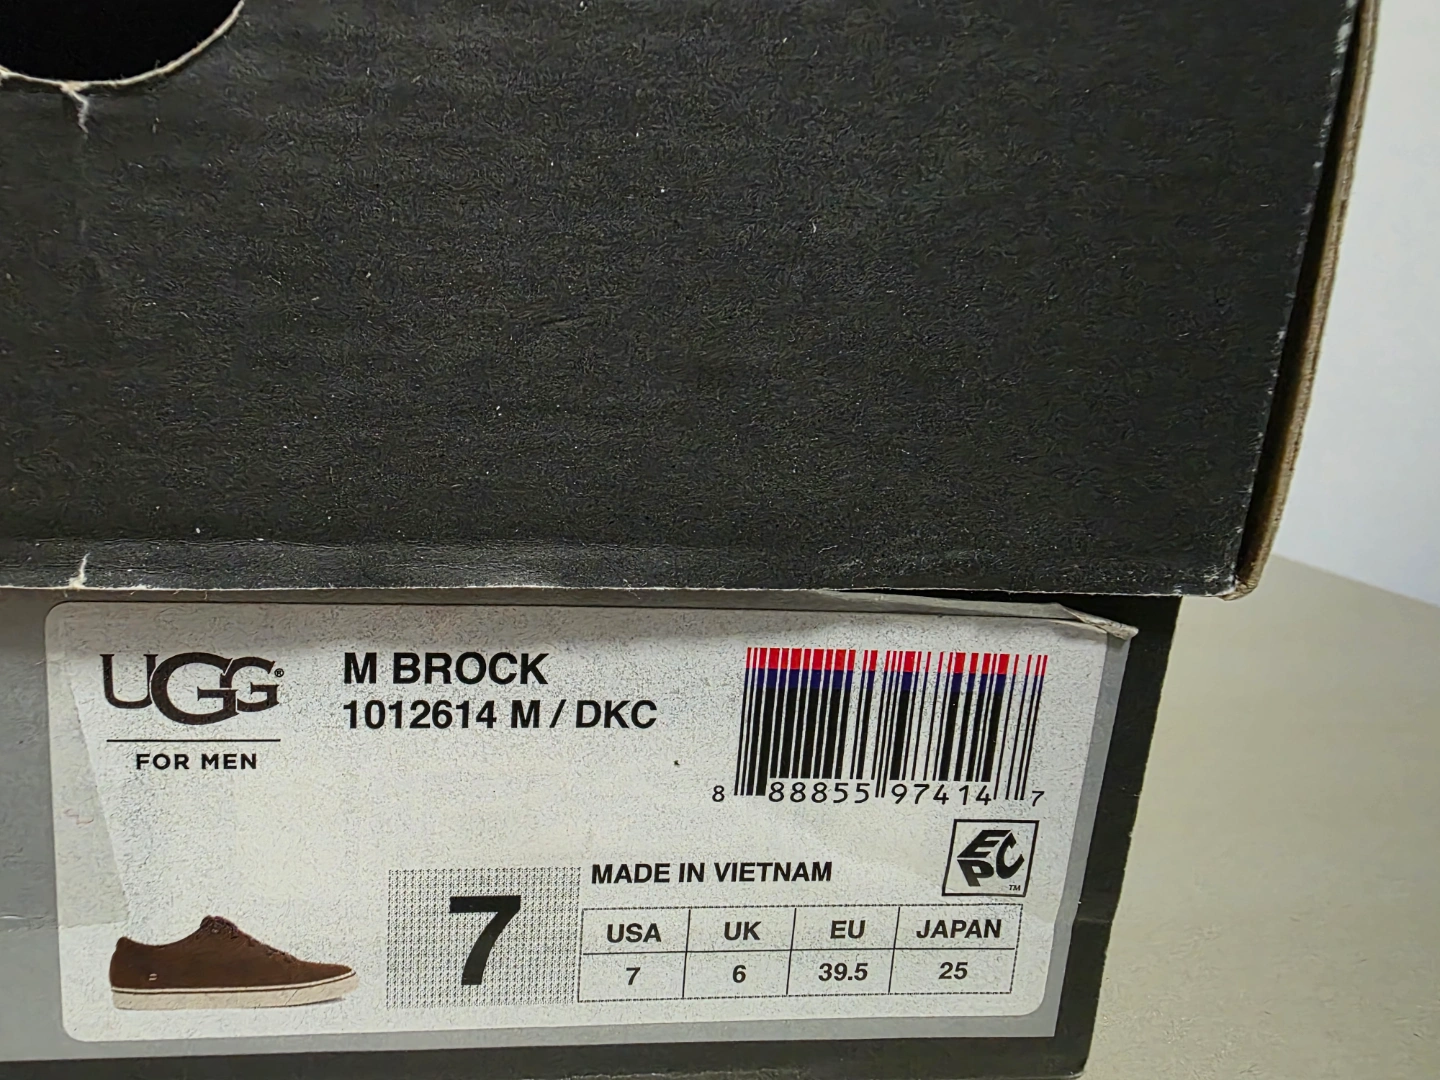 UGG®
FOR MEN
M BROCK
1012614 M / DKC
8 88855 97414 7
EPC™
MADE IN VIETNAM
7
USA UK EU JAPAN
7 6 39.5 25